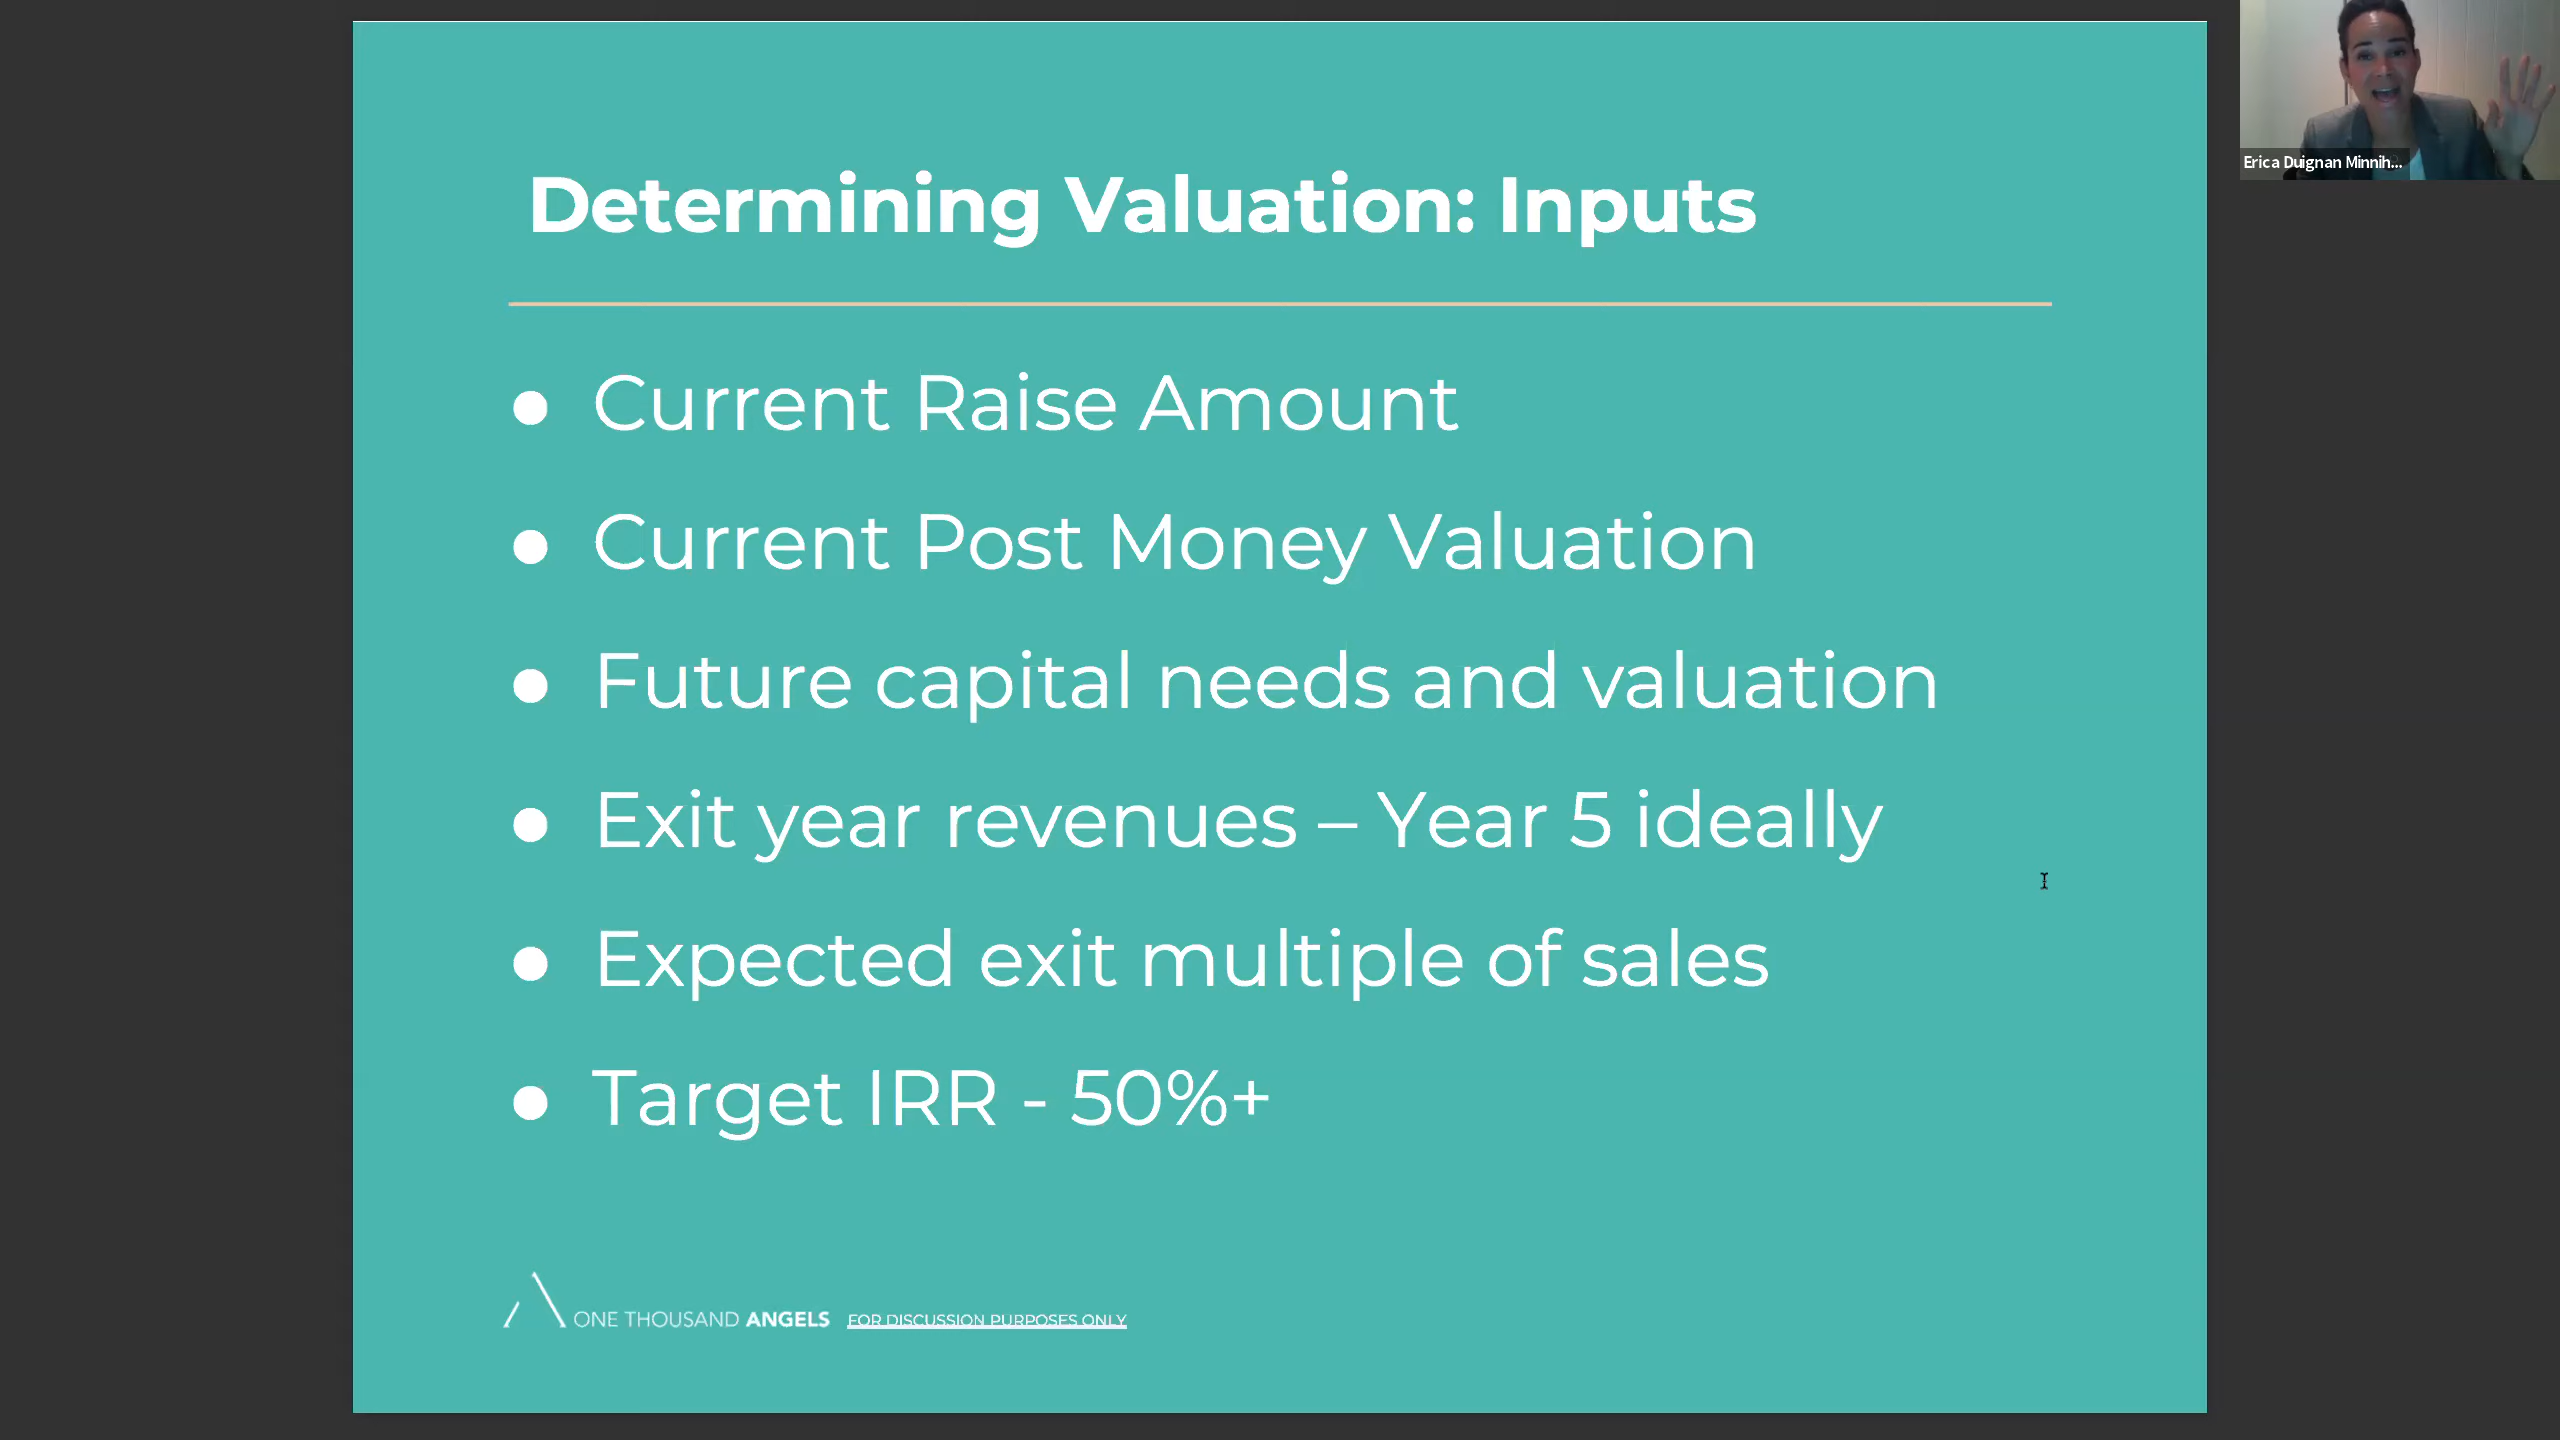 Determining Valuation: Inputs
● Current Raise Amount
● Current Post Money Valuation
● Future capital needs and valuation
● Exit year revenues – Year 5 ideally
● Expected exit multiple of sales
● Target IRR - 50%+
ONE THOUSAND ANGELS FOR DISCUSSION PURPOSES ONLY
Erica Duignan Minnih...